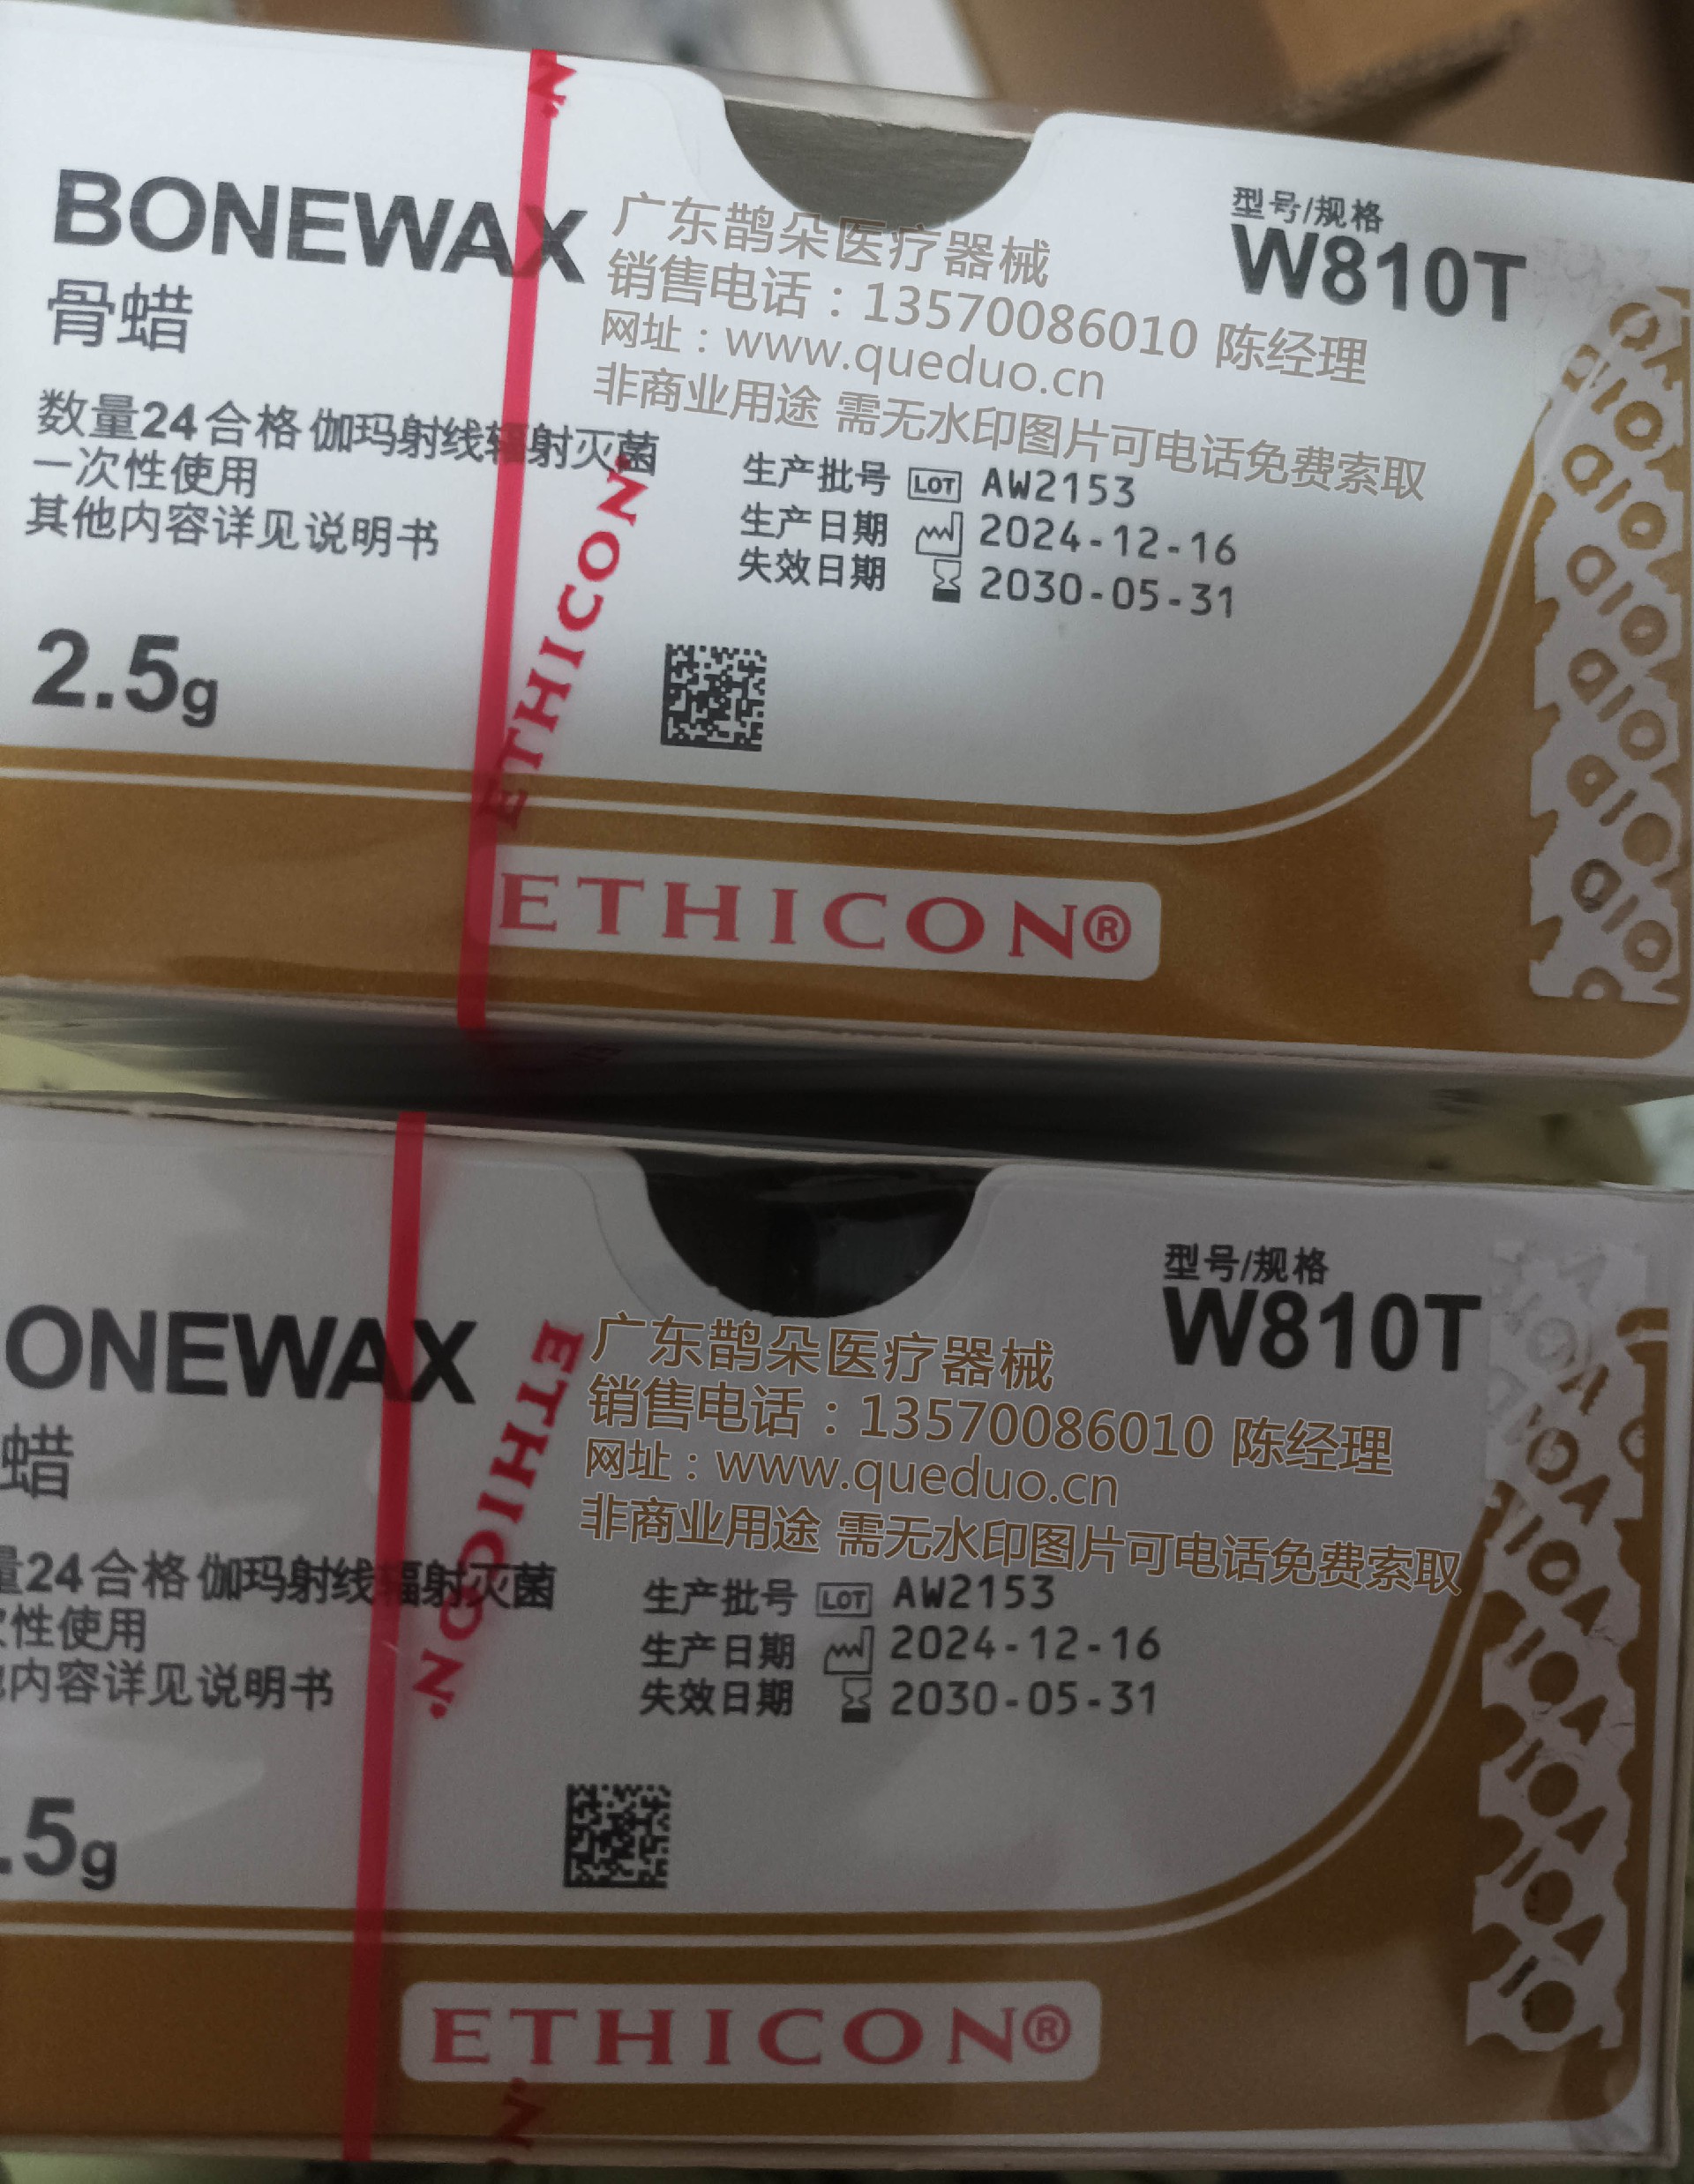 BONEWAX
骨蜡
数量24合格 伽玛射线辐射灭菌
一次性使用
其他内容详见说明书
2.5g
型号/规格
W810T
广东鹊朵医疗器械
销售电话：13570086010 陈经理
网址：www.queduo.cn
非商业用途 需无水印图片可电话免费索取
生产批号 LOT AW2153
生产日期 2024-12-16
失效日期 2030-05-31
N.
ETHICON.
ETHICON®
ONEWAX
蜡
量24合格 伽玛射线辐射灭菌
次性使用
他内容详见说明书
.5g
型号/规格
W810T
广东鹊朵医疗器械
销售电话：13570086010 陈经理
网址：www.queduo.cn
非商业用途 需无水印图片可电话免费索取
生产批号 LOT AW2153
生产日期 2024-12-16
失效日期 2030-05-31
ETHICON.
ETHICON®
N.